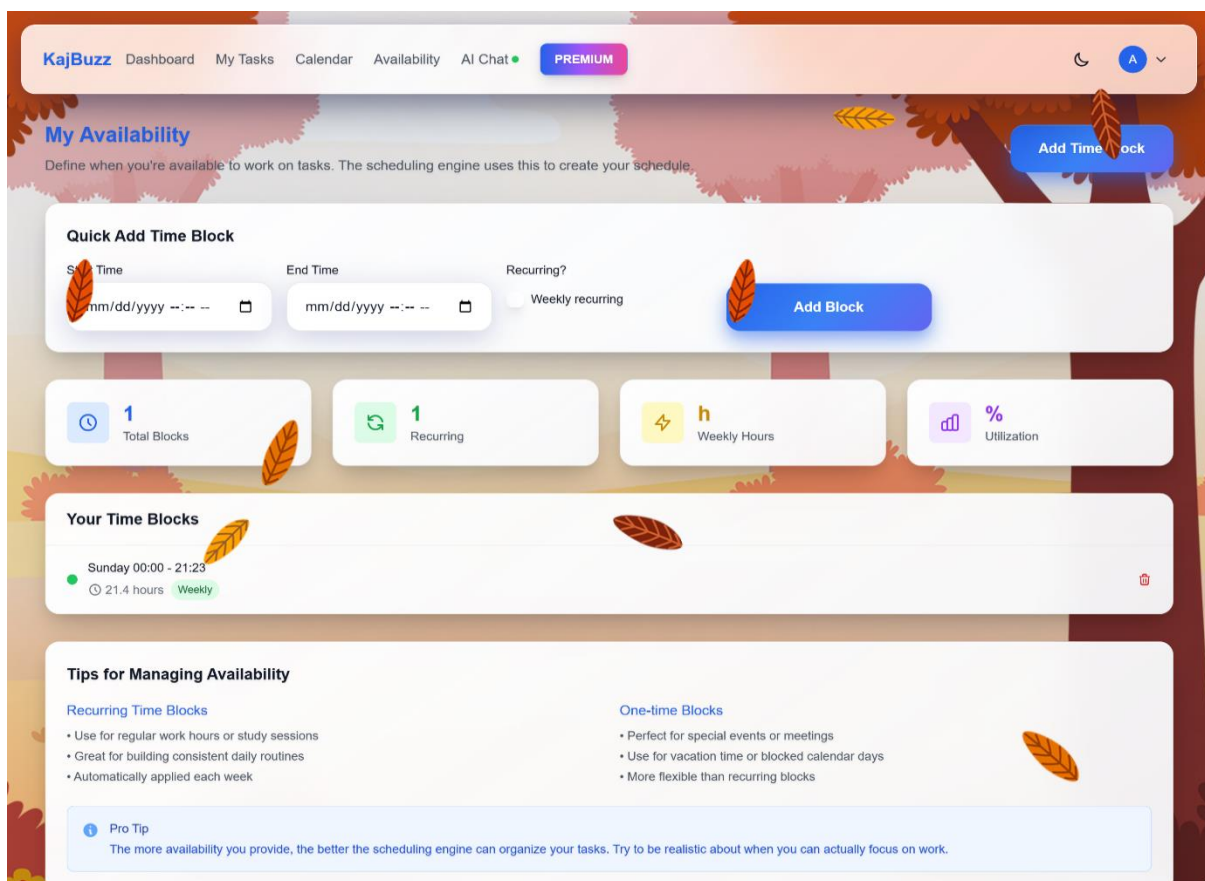 KajBuzz Dashboard My Tasks Calendar Availability AI Chat PREMIUM A
My Availability
Define when you're available to work on tasks. The scheduling engine uses this to create your schedule.
Add Time
Quick Add Time Block
Time End Time Recurring?
mm/dd/yyyy --:-- -- mm/dd/yyyy --:-- -- Weekly recurring Add Block
1 1 h %
Total Blocks Recurring Weekly Hours Utilization
Your Time Blocks
Sunday 00:00 - 21:23
21.4 hours Weekly
Tips for Managing Availability
Recurring Time Blocks
• Use for regular work hours or study sessions
• Great for building consistent daily routines
• Automatically applied each week
One-time Blocks
• Perfect for special events or meetings
• Use for vacation time or blocked calendar days
• More flexible than recurring blocks
Pro Tip
The more availability you provide, the better the scheduling engine can organize your tasks. Try to be realistic about when you can actually focus on work.